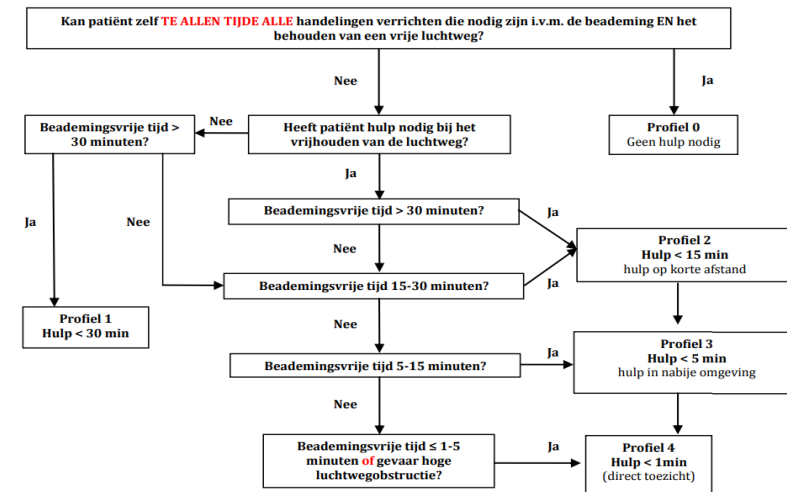 Kan patiënt zelf TE ALLEN TIJDE ALLE handelingen verrichten die nodig zijn i.v.m. de beademing EN het
behouden van een vrije luchtweg?
Nee
Ja
Beademingsvrije tijd >
30 minuten?
Nee
Heeft patiënt hulp nodig bij het
vrijhouden van de luchtweg?
Profiel 0
Geen hulp nodig
Ja
Ja
Nee
Beademingsvrije tijd > 30 minuten?
Ja
Nee
Profiel 2
Hulp < 15 min
hulp op korte afstand
Beademingsvrije tijd 15-30 minuten?
Ja
Profiel 1
Hulp < 30 min
Nee
Profiel 3
Hulp < 5 min
hulp in nabije omgeving
Beademingsvrije tijd 5-15 minuten?
Ja
Nee
Beademingsvrije tijd ≤ 1-5
minuten of gevaar hoge
luchtwegobstructie?
Ja
Profiel 4
Hulp < 1min
(direct toezicht)